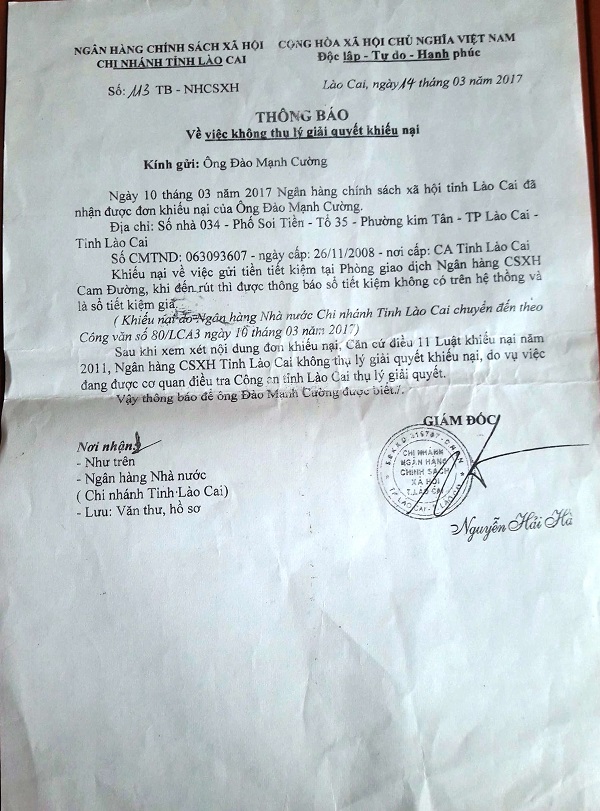 NGÂN HÀNG CHÍNH SÁCH XÃ HỘI
CHI NHÁNH TỈNH LÀO CAI
Số: 113 TB - NHCSXH
CỘNG HÒA XÃ HỘI CHỦ NGHĨA VIỆT NAM
Độc lập - Tự do - Hạnh phúc
Lào Cai, ngày 14 tháng 03 năm 2017
THÔNG BÁO
Về việc không thụ lý giải quyết khiếu nại
Kính gửi: Ông Đào Mạnh Cường
Ngày 10 tháng 03 năm 2017 Ngân hàng chính sách xã hội tỉnh Lào Cai đã
nhận được đơn khiếu nại của Ông Đào Mạnh Cường.
Địa chỉ: Số nhà 034 - Phố Soi Tiền - Tổ 35 - Phường kim Tân - TP Lào Cai -
Tỉnh Lào Cai
Số CMTND: 063093607 - ngày cấp: 26/11/2008 - nơi cấp: CA Tỉnh Lào Cai
Khiếu nại về việc gửi tiền tiết kiệm tại Phòng giao dịch Ngân hàng CSXH
Cam Đường, khi đến rút thì được thông báo sổ tiết kiệm không có trên hệ thống và
là sổ tiết kiệm giả.
( Khiếu nại do Ngân hàng Nhà nước Chi nhánh Tỉnh Lào Cai chuyển đến theo
Công văn số 80/LCA3 ngày 16 tháng 03 năm 2017)
Sau khi xem xét nội dung đơn khiếu nại. Căn cứ điều 11 Luật khiếu nại năm
2011, Ngân hàng CSXH Tỉnh Lào Cai không thụ lý giải quyết khiếu nại, do vụ việc
đang được cơ quan điều tra Công an tỉnh Lào Cai thụ lý giải quyết.
Vậy thông báo để ông Đào Mạnh Cường được biết./.
Nơi nhận:
- Như trên
- Ngân hàng Nhà nước
( Chi nhánh Tỉnh Lào Cai)
- Lưu: Văn thư, hồ sơ
GIÁM ĐỐC
CHI NHÁNH
NGÂN HÀNG
CHÍNH SÁCH
XÃ HỘI
T.LÀO CAI
TP LÀO CAI - T.LÀO CAI
Nguyễn Hải Hà